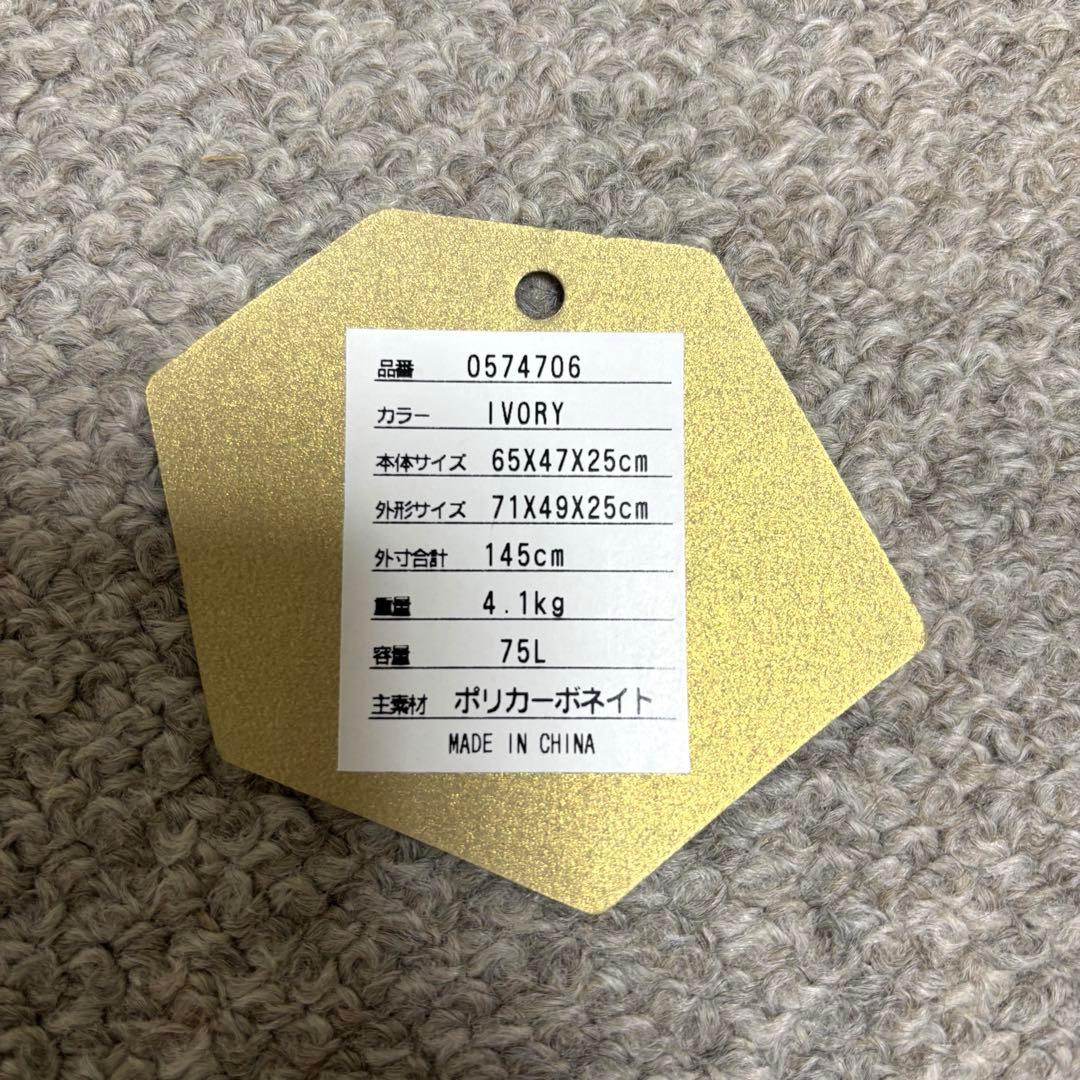 品番 0574706
カラー IVORY
本体サイズ 65X47X25cm
外形サイズ 71X49X25cm
外寸合計 145cm
重量 4.1kg
容量 75L
主素材 ポリカーボネイト
MADE IN CHINA